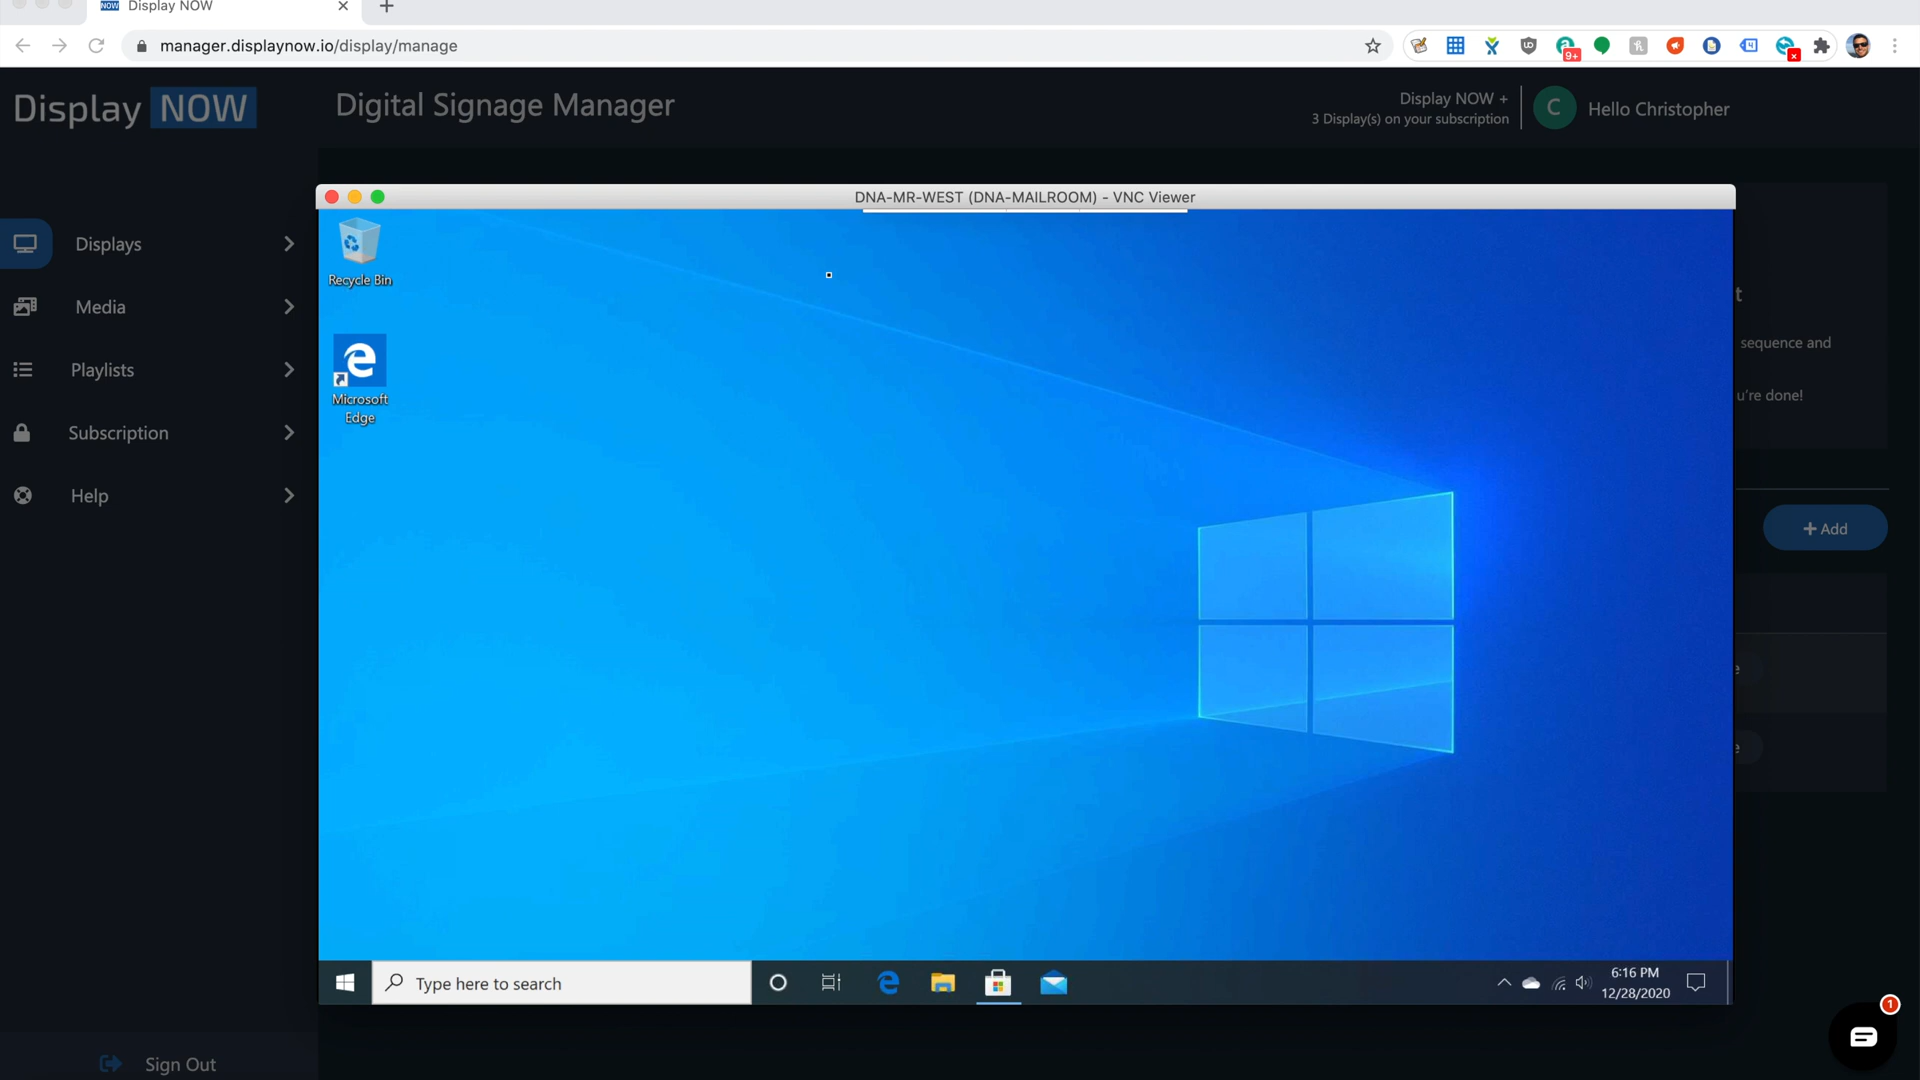 Display NOW
manager.displaynow.io/display/manage
9+
Display NOW
Digital Signage Manager
Display NOW +
3 Display(s) on your subscription
C
Hello Christopher
DNA-MR-WEST (DNA-MAILROOM) - VNC Viewer
Displays
Media
Playlists
Subscription
Help
Recycle Bin
Microsoft
Edge
t
sequence and
u're done!
+ Add
e
e
Type here to search
6:16 PM
12/28/2020
1
Sign Out